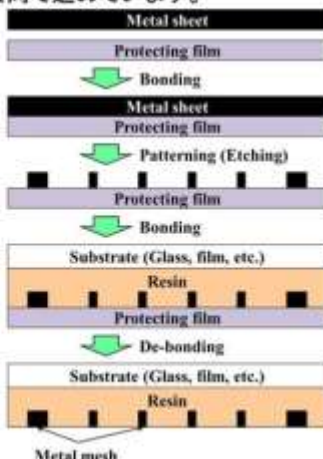 Metal sheet
Protecting film
Bonding
Metal sheet
Protecting film
Patterning (Etching)
Protecting film
Bonding
Substrate (Glass, film, etc.)
Resin
Protecting film
De-bonding
Substrate (Glass, film, etc.)
Resin
Metal mesh